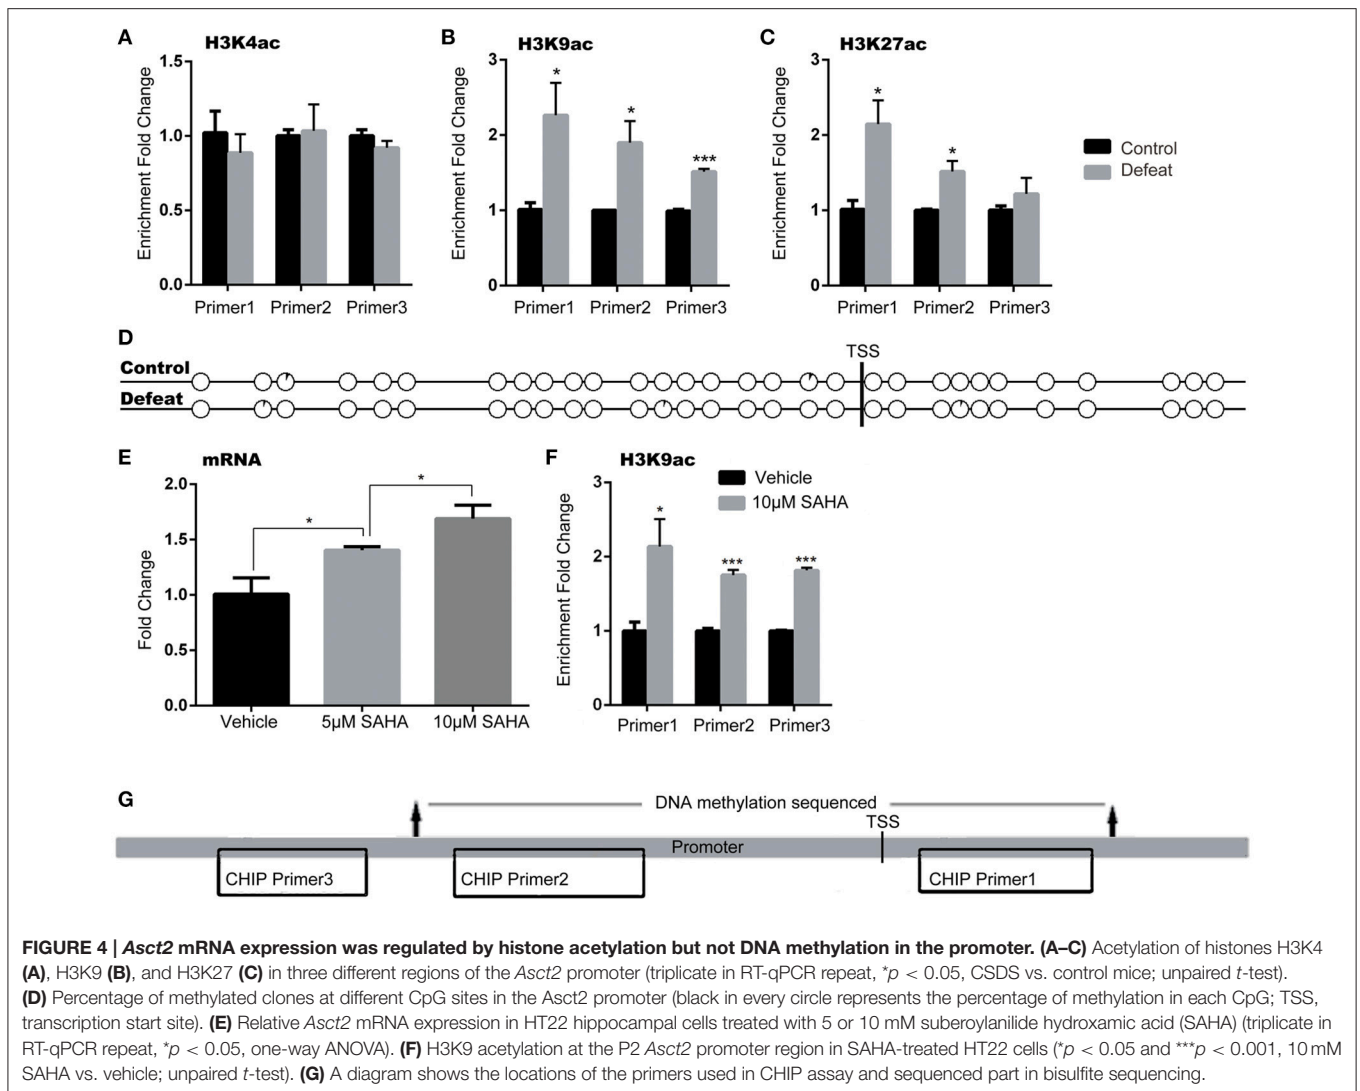 A
H3K4ac
Enrichment Fold Change
1.5
1.0
0.5
0.0
Primer1 Primer2 Primer3
B
H3K9ac
Enrichment Fold Change
3
2
1
0
* * ***
Primer1 Primer2 Primer3
C
H3K27ac
Enrichment Fold Change
3
2
1
0
* *
Primer1 Primer2 Primer3
Control
Defeat
D
TSS
Control
Defeat
E
mRNA
Fold Change
2.0
1.5
1.0
0.5
0.0
* *
Vehicle 5µM SAHA 10µM SAHA
F
H3K9ac
Vehicle
10µM SAHA
Enrichment Fold Change
3
2
1
0
* *** ***
Primer1 Primer2 Primer3
G
DNA methylation sequenced
TSS
Promoter
CHIP Primer3 CHIP Primer2 CHIP Primer1
FIGURE 4 | Asct2 mRNA expression was regulated by histone acetylation but not DNA methylation in the promoter. (A–C) Acetylation of histones H3K4
(A), H3K9 (B), and H3K27 (C) in three different regions of the Asct2 promoter (triplicate in RT-qPCR repeat, *p < 0.05, CSDS vs. control mice; unpaired t-test).
(D) Percentage of methylated clones at different CpG sites in the Asct2 promoter (black in every circle represents the percentage of methylation in each CpG; TSS,
transcription start site). (E) Relative Asct2 mRNA expression in HT22 hippocampal cells treated with 5 or 10 mM suberoylanilide hydroxamic acid (SAHA) (triplicate in
RT-qPCR repeat, *p < 0.05, one-way ANOVA). (F) H3K9 acetylation at the P2 Asct2 promoter region in SAHA-treated HT22 cells (*p < 0.05 and ***p < 0.001, 10 mM
SAHA vs. vehicle; unpaired t-test). (G) A diagram shows the locations of the primers used in CHIP assay and sequenced part in bisulfite sequencing.